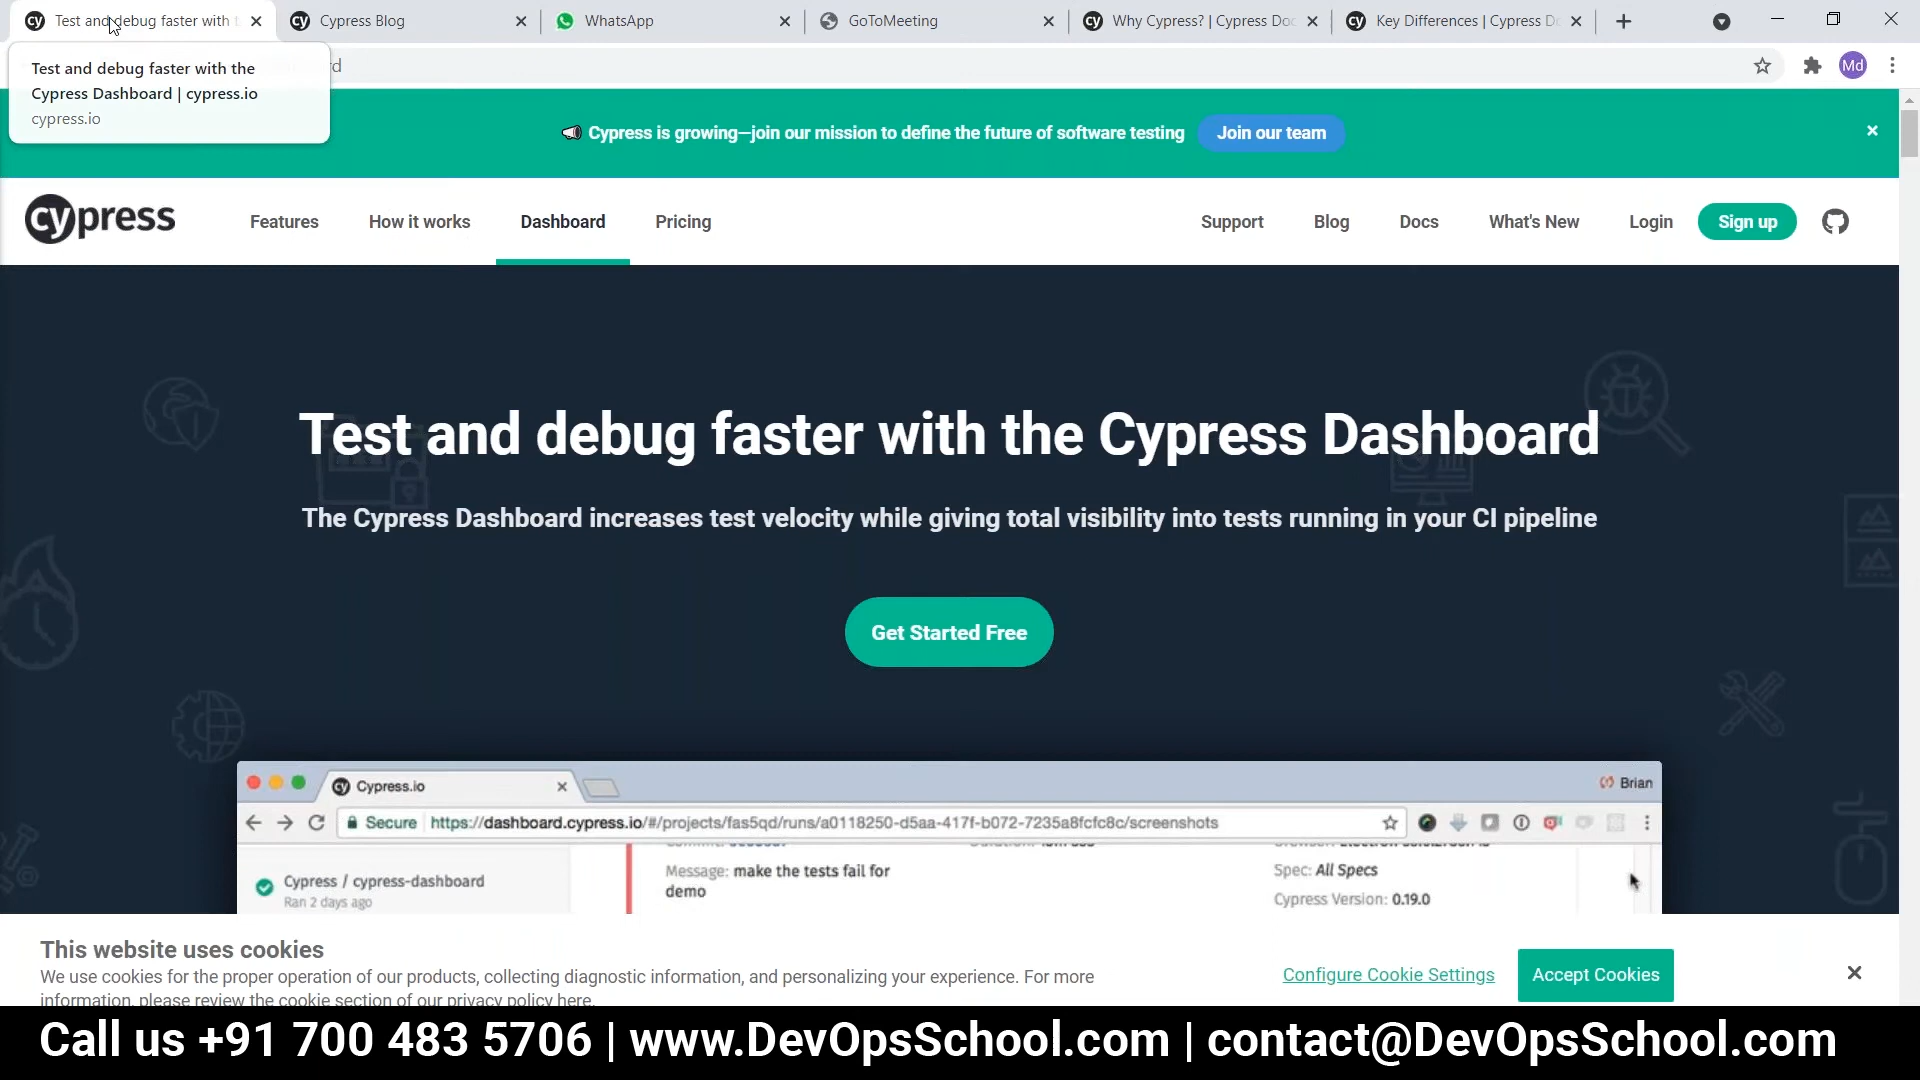 Test and debug faster with t
Cypress Blog
WhatsApp
GoToMeeting
Why Cypress? | Cypress Doc
Key Differences | Cypress Do
Test and debug faster with the
Cypress Dashboard | cypress.io
cypress.io
Md
Cypress is growing—join our mission to define the future of software testing
Join our team
cypress
Features
How it works
Dashboard
Pricing
Support
Blog
Docs
What's New
Login
Sign up
Test and debug faster with the Cypress Dashboard
The Cypress Dashboard increases test velocity while giving total visibility into tests running in your CI pipeline
Get Started Free
Cypress.io
Brian
Secure https://dashboard.cypress.io/#/projects/fas5qd/runs/a0118250-d5aa-417f-b072-7235a8fcfc8c/screenshots
Cypress / cypress-dashboard
Ran 2 days ago
Message: make the tests fail for
demo
Spec: All Specs
Cypress Version: 0.19.0
This website uses cookies
We use cookies for the proper operation of our products, collecting diagnostic information, and personalizing your experience. For more
information, please review the cookie section of our privacy policy here.
Configure Cookie Settings
Accept Cookies
Call us +91 700 483 5706 | www.DevOpsSchool.com | contact@DevOpsSchool.com